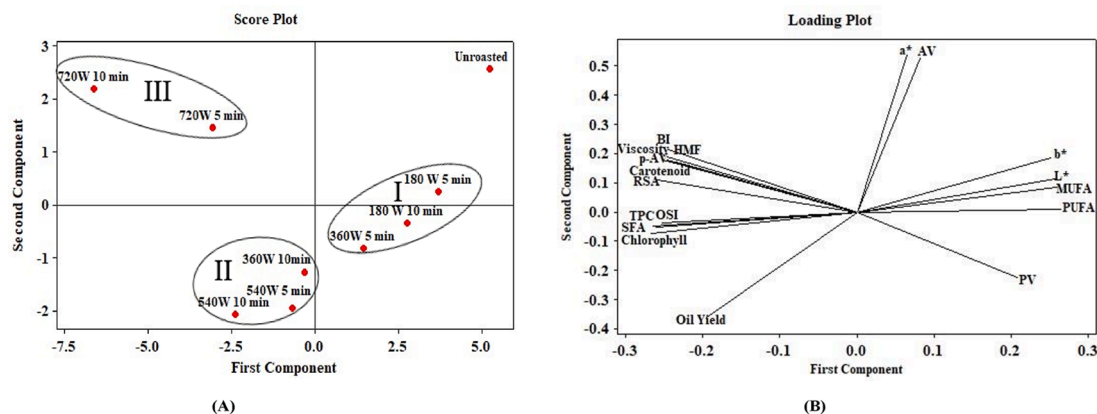 Score Plot
3
2
1
0
-1
-2
-7.5
-5.0
-2.5
0.0
2.5
5.0
Second Component
First Component
Unroasted
720W 10 min
III
720W 5 min
I
180 W 5 min
180 W 10 min
360W 5 min
II
360W 10min
540W 5 min
540W 10 min
(A)
Loading Plot
0.5
0.4
0.3
0.2
0.1
0.0
-0.1
-0.2
-0.3
-0.4
-0.3
-0.2
-0.1
0.0
0.1
0.2
0.3
Second Component
First Component
a*
AV
BI
Viscosity HMF
p-AV
Carotenoid
RSA
b*
L*
MUFA
PUFA
TPC OSI
SFA
Chlorophyll
PV
Oil Yield
(B)